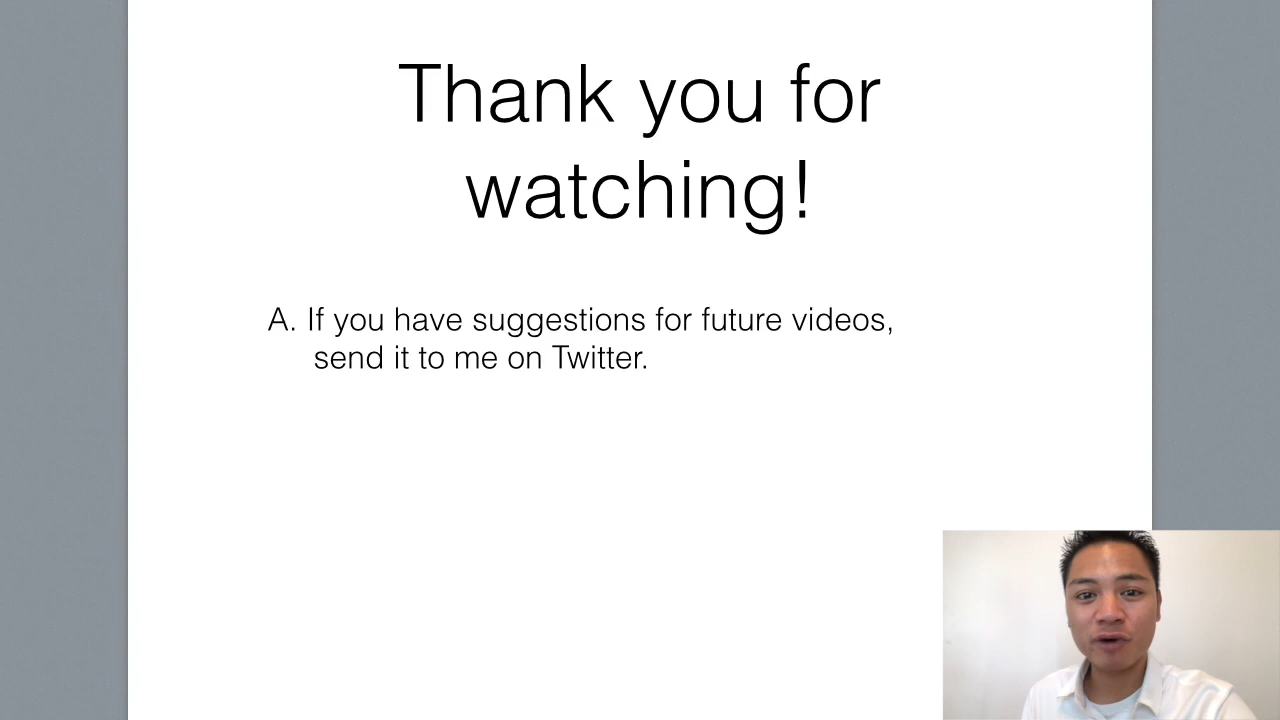 Thank you for
watching!
A. If you have suggestions for future videos,
send it to me on Twitter.